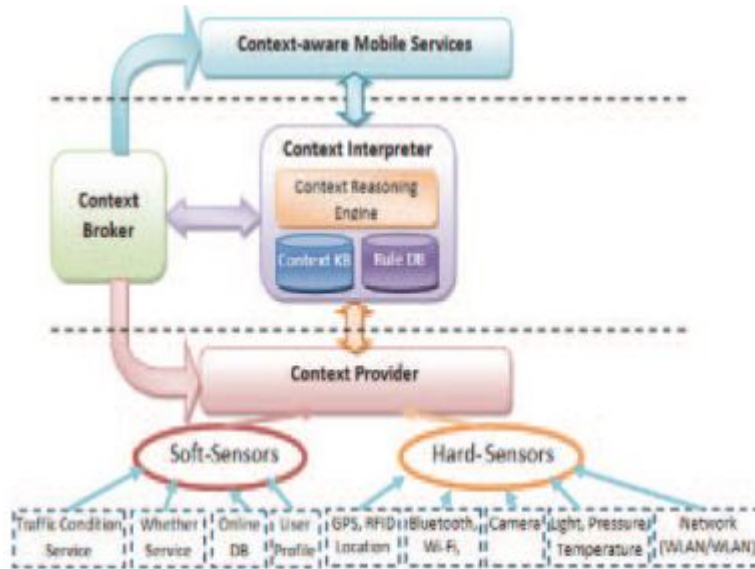 Context-aware Mobile Services
Context Interpreter
Context Reasoning
Engine
Context
Broker
Context KB
Rule DB
Context Provider
Soft-Sensors
Hard-Sensors
Traffic Condition
Service
Whether
Service
Online
DB
User
Profile
GPS, RFID
Location
Bluetooth,
Wi-Fi,
Camera
Light, Pressure,
Temperature
Network
(WLAN/WLAN)